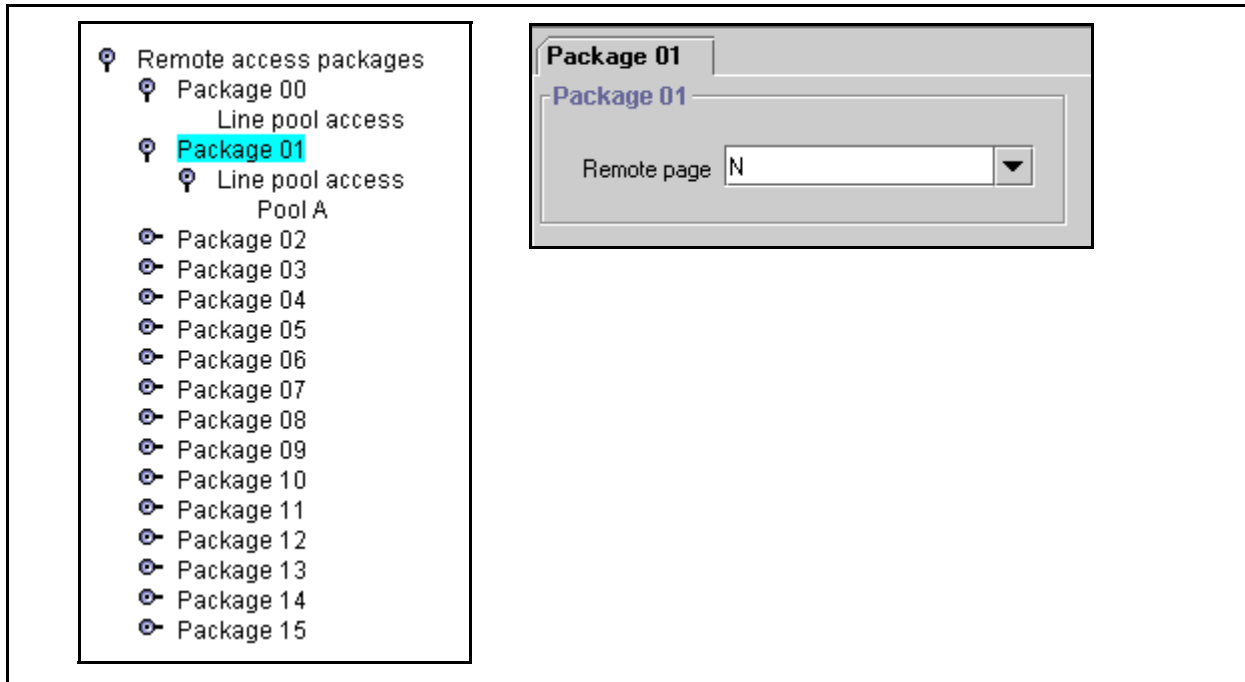 Remote access packages
Package 00
Line pool access
Package 01
Line pool access
Pool A
Package 02
Package 03
Package 04
Package 05
Package 06
Package 07
Package 08
Package 09
Package 10
Package 11
Package 12
Package 13
Package 14
Package 15
Package 01
Package 01
Remote page N